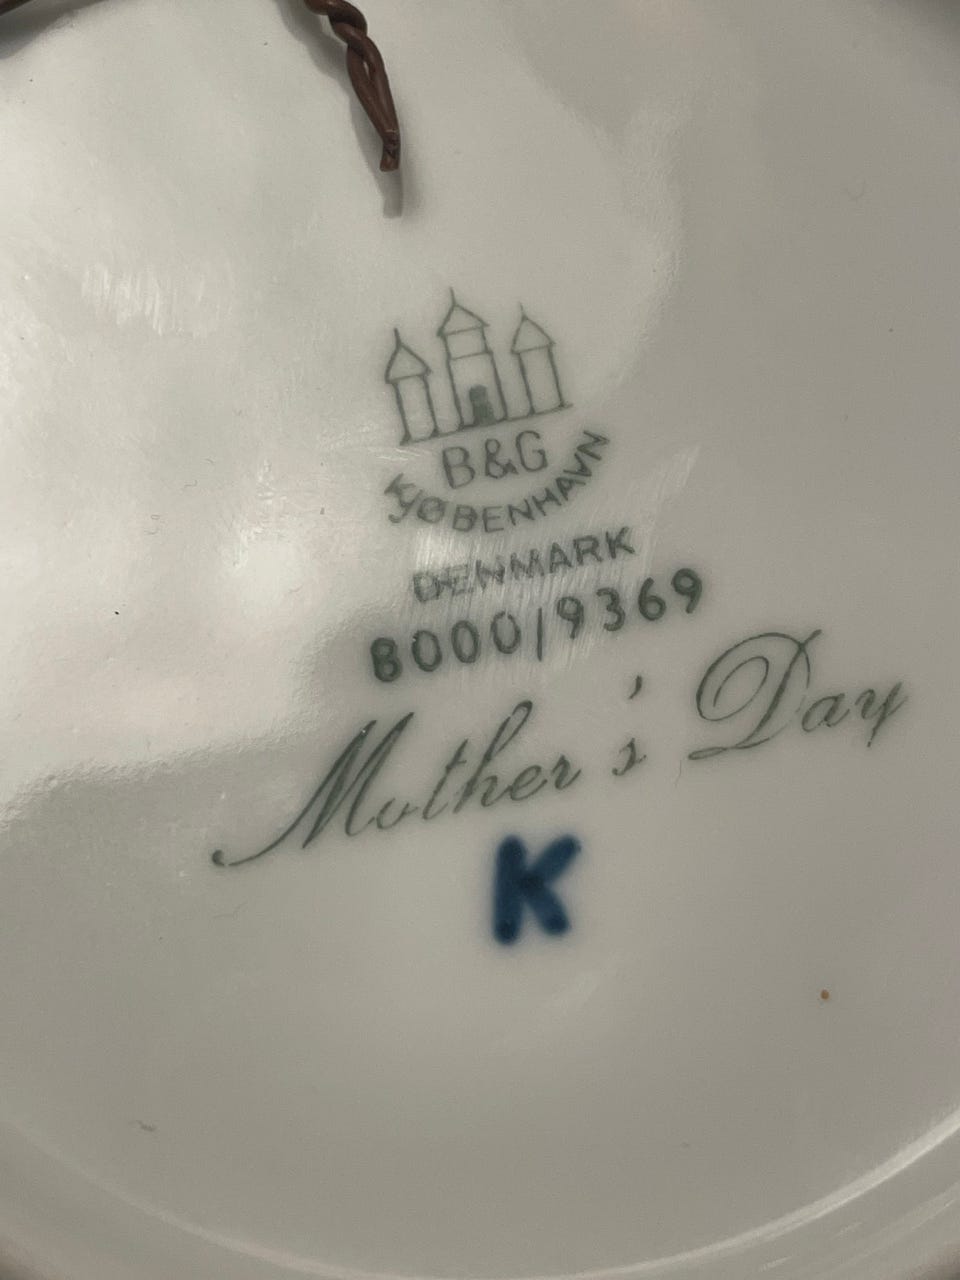 B&G
KJØBENHAVN
DENMARK
8000/9369
Mother's Day
K